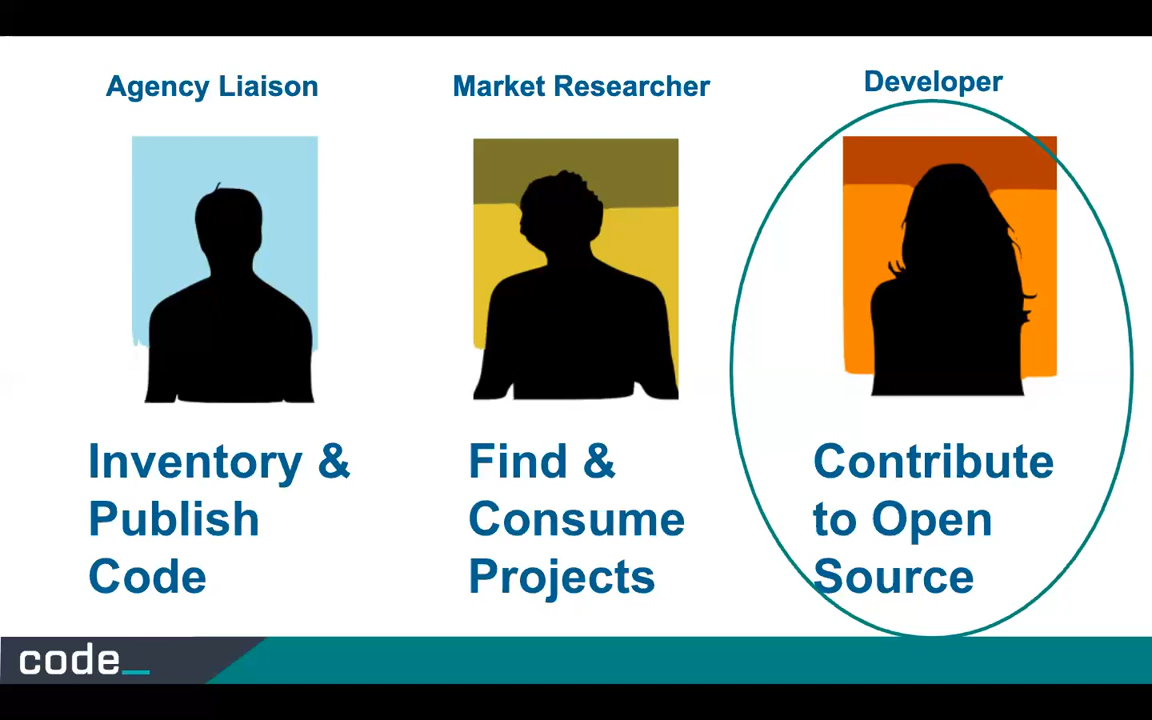 Agency Liaison
Market Researcher
Developer
Inventory &
Publish
Code
Find &
Consume
Projects
Contribute
to Open
Source
code_